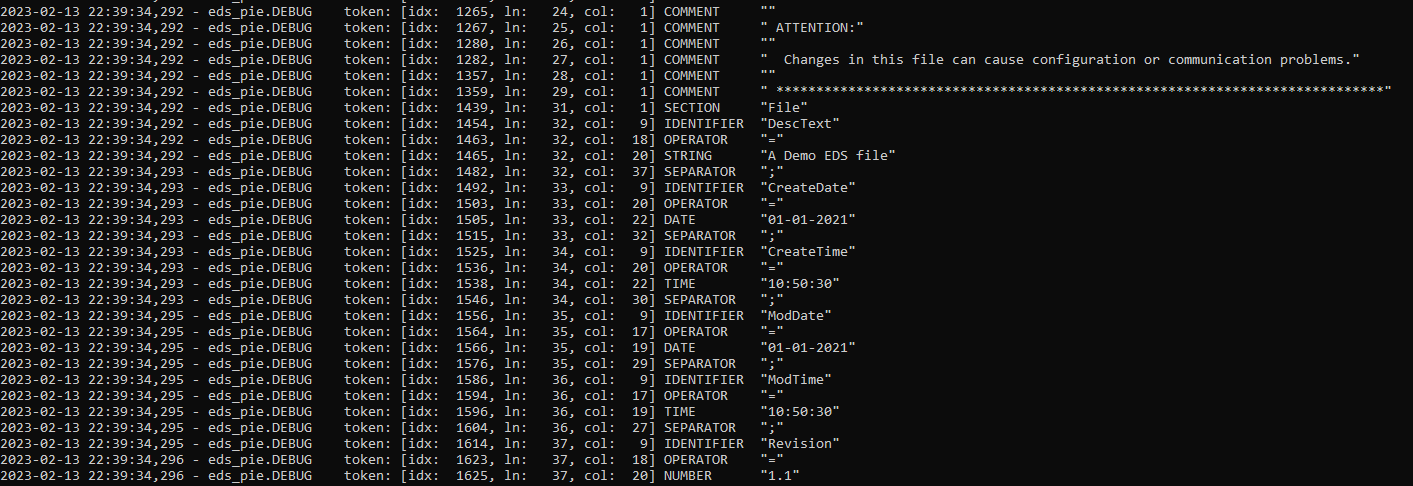 2023-02-13 22:39:34,292 - eds_pie.DEBUG    token: [idx:  1265, ln:   24, col:   1] COMMENT     ""
2023-02-13 22:39:34,292 - eds_pie.DEBUG    token: [idx:  1267, ln:   25, col:   1] COMMENT     " ATTENTION:"
2023-02-13 22:39:34,292 - eds_pie.DEBUG    token: [idx:  1280, ln:   26, col:   1] COMMENT     ""
2023-02-13 22:39:34,292 - eds_pie.DEBUG    token: [idx:  1282, ln:   27, col:   1] COMMENT     "  Changes in this file can cause configuration or communication problems."
2023-02-13 22:39:34,292 - eds_pie.DEBUG    token: [idx:  1357, ln:   28, col:   1] COMMENT     ""
2023-02-13 22:39:34,292 - eds_pie.DEBUG    token: [idx:  1359, ln:   29, col:   1] COMMENT     " ****************************************************************************"
2023-02-13 22:39:34,292 - eds_pie.DEBUG    token: [idx:  1439, ln:   31, col:   1] SECTION     "File"
2023-02-13 22:39:34,292 - eds_pie.DEBUG    token: [idx:  1454, ln:   32, col:   9] IDENTIFIER  "DescText"
2023-02-13 22:39:34,292 - eds_pie.DEBUG    token: [idx:  1463, ln:   32, col:  18] OPERATOR    "="
2023-02-13 22:39:34,292 - eds_pie.DEBUG    token: [idx:  1465, ln:   32, col:  20] STRING      "A Demo EDS file"
2023-02-13 22:39:34,293 - eds_pie.DEBUG    token: [idx:  1482, ln:   32, col:  37] SEPARATOR   ";"
2023-02-13 22:39:34,293 - eds_pie.DEBUG    token: [idx:  1492, ln:   33, col:   9] IDENTIFIER  "CreateDate"
2023-02-13 22:39:34,293 - eds_pie.DEBUG    token: [idx:  1503, ln:   33, col:  20] OPERATOR    "="
2023-02-13 22:39:34,293 - eds_pie.DEBUG    token: [idx:  1505, ln:   33, col:  22] DATE        "01-01-2021"
2023-02-13 22:39:34,293 - eds_pie.DEBUG    token: [idx:  1515, ln:   33, col:  32] SEPARATOR   ";"
2023-02-13 22:39:34,293 - eds_pie.DEBUG    token: [idx:  1525, ln:   34, col:   9] IDENTIFIER  "CreateTime"
2023-02-13 22:39:34,293 - eds_pie.DEBUG    token: [idx:  1536, ln:   34, col:  20] OPERATOR    "="
2023-02-13 22:39:34,293 - eds_pie.DEBUG    token: [idx:  1538, ln:   34, col:  22] TIME        "10:50:30"
2023-02-13 22:39:34,293 - eds_pie.DEBUG    token: [idx:  1546, ln:   34, col:  30] SEPARATOR   ";"
2023-02-13 22:39:34,295 - eds_pie.DEBUG    token: [idx:  1556, ln:   35, col:   9] IDENTIFIER  "ModDate"
2023-02-13 22:39:34,295 - eds_pie.DEBUG    token: [idx:  1564, ln:   35, col:  17] OPERATOR    "="
2023-02-13 22:39:34,295 - eds_pie.DEBUG    token: [idx:  1566, ln:   35, col:  19] DATE        "01-01-2021"
2023-02-13 22:39:34,295 - eds_pie.DEBUG    token: [idx:  1576, ln:   35, col:  29] SEPARATOR   ";"
2023-02-13 22:39:34,295 - eds_pie.DEBUG    token: [idx:  1586, ln:   36, col:   9] IDENTIFIER  "ModTime"
2023-02-13 22:39:34,295 - eds_pie.DEBUG    token: [idx:  1594, ln:   36, col:  17] OPERATOR    "="
2023-02-13 22:39:34,295 - eds_pie.DEBUG    token: [idx:  1596, ln:   36, col:  19] TIME        "10:50:30"
2023-02-13 22:39:34,295 - eds_pie.DEBUG    token: [idx:  1604, ln:   36, col:  27] SEPARATOR   ";"
2023-02-13 22:39:34,295 - eds_pie.DEBUG    token: [idx:  1614, ln:   37, col:   9] IDENTIFIER  "Revision"
2023-02-13 22:39:34,296 - eds_pie.DEBUG    token: [idx:  1623, ln:   37, col:  18] OPERATOR    "="
2023-02-13 22:39:34,296 - eds_pie.DEBUG    token: [idx:  1625, ln:   37, col:  20] NUMBER      "1.1"